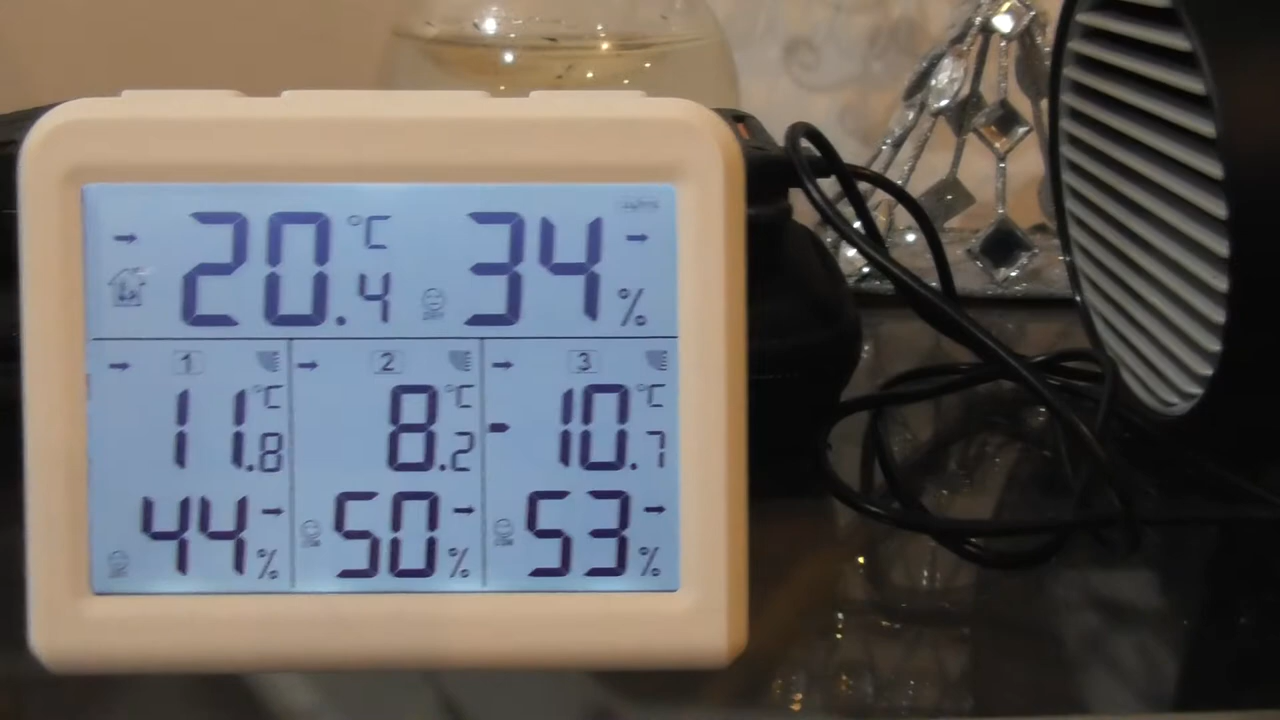 → 20.4 °C 34 % →
→ 1 → 2 → 3
11.8 °C 8.2 °C -10.7 °C
44 % → 50 % → 53 % →